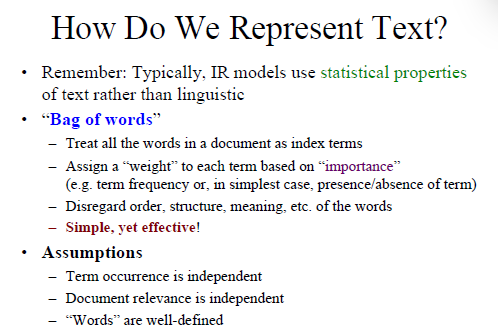 How Do We Represent Text?
• Remember: Typically, IR models use statistical properties
of text rather than linguistic
• “Bag of words”
– Treat all the words in a document as index terms
– Assign a “weight” to each term based on “importance”
(e.g. term frequency or, in simplest case, presence/absence of term)
– Disregard order, structure, meaning, etc. of the words
– Simple, yet effective!
• Assumptions
– Term occurrence is independent
– Document relevance is independent
– “Words” are well-defined